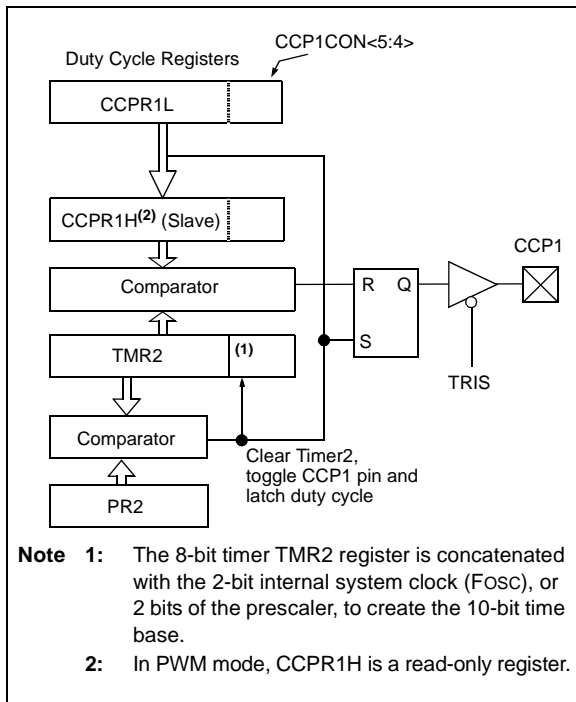 CCP1CON<5:4>
Duty Cycle Registers
CCPR1L
CCPR1H(2) (Slave)
CCP1
Comparator
R Q
TMR2 (1)
S
TRIS
Comparator
Clear Timer2,
toggle CCP1 pin and
latch duty cycle
PR2
Note 1: The 8-bit timer TMR2 register is concatenated
with the 2-bit internal system clock (FOSC), or
2 bits of the prescaler, to create the 10-bit time
base.
2: In PWM mode, CCPR1H is a read-only register.